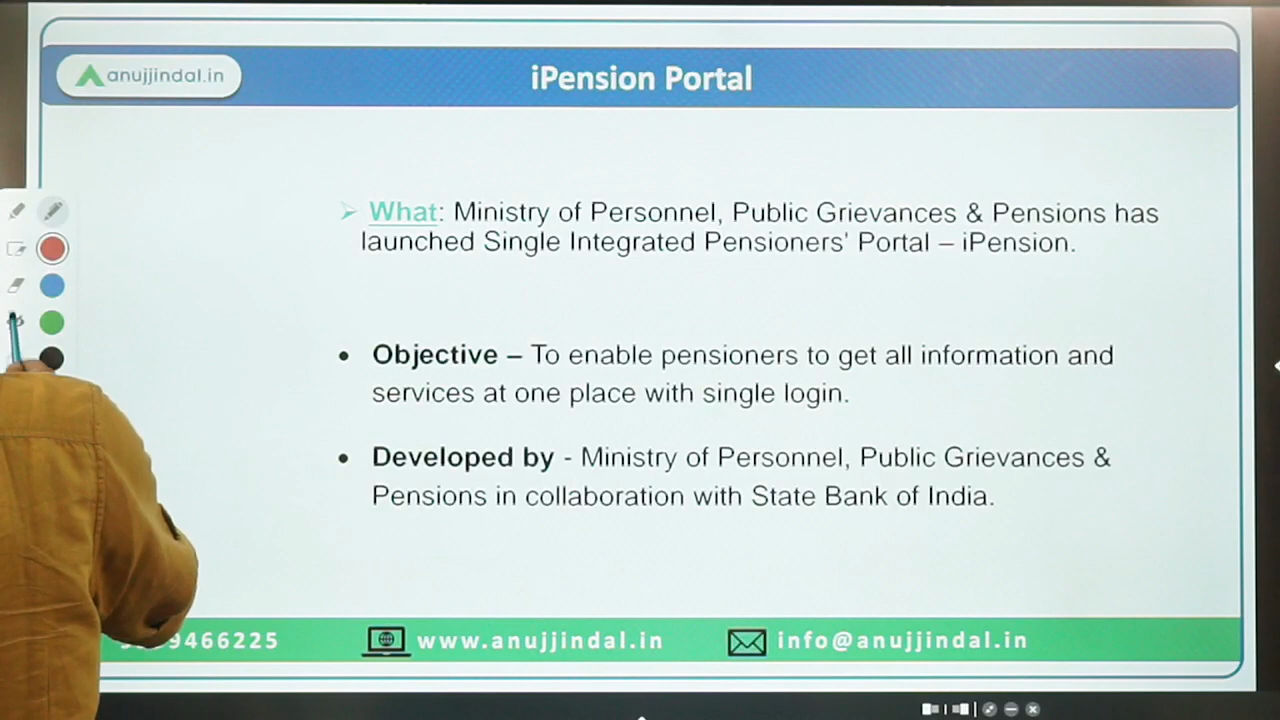 anujjindal.in
iPension Portal
What: Ministry of Personnel, Public Grievances & Pensions has
launched Single Integrated Pensioners' Portal – iPension.
Objective – To enable pensioners to get all information and
services at one place with single login.
Developed by - Ministry of Personnel, Public Grievances &
Pensions in collaboration with State Bank of India.
9466225
www.anujjindal.in
info@anujjindal.in